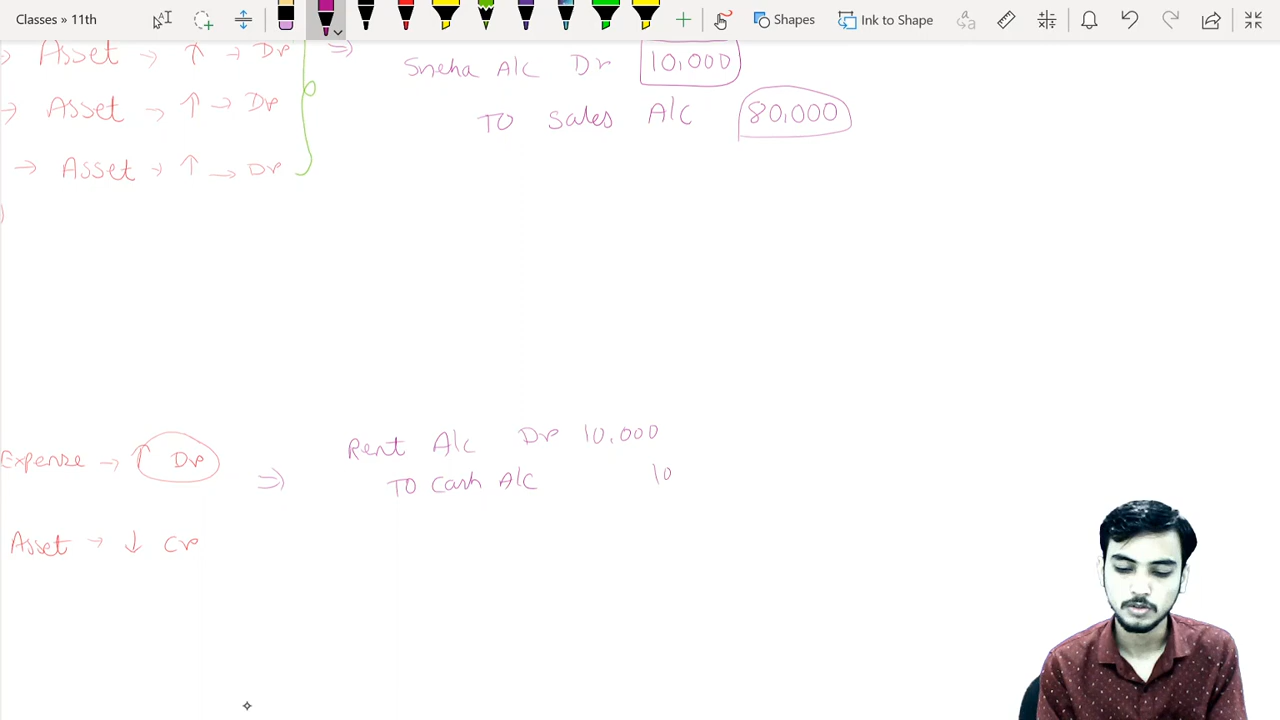 Classes » 11th
Shapes
Ink to Shape
Asset → ↑ → Dr ⇒
Sneha A/c Dr 10,000
→ Asset → ↑ → Dr
To Sales A/c 80,000
→ Asset → ↑ → Dr
Rent A/c Dr 10,000
Expense → ↑ Dr ⇒
To Cash A/c 10
Asset → ↓ Cr